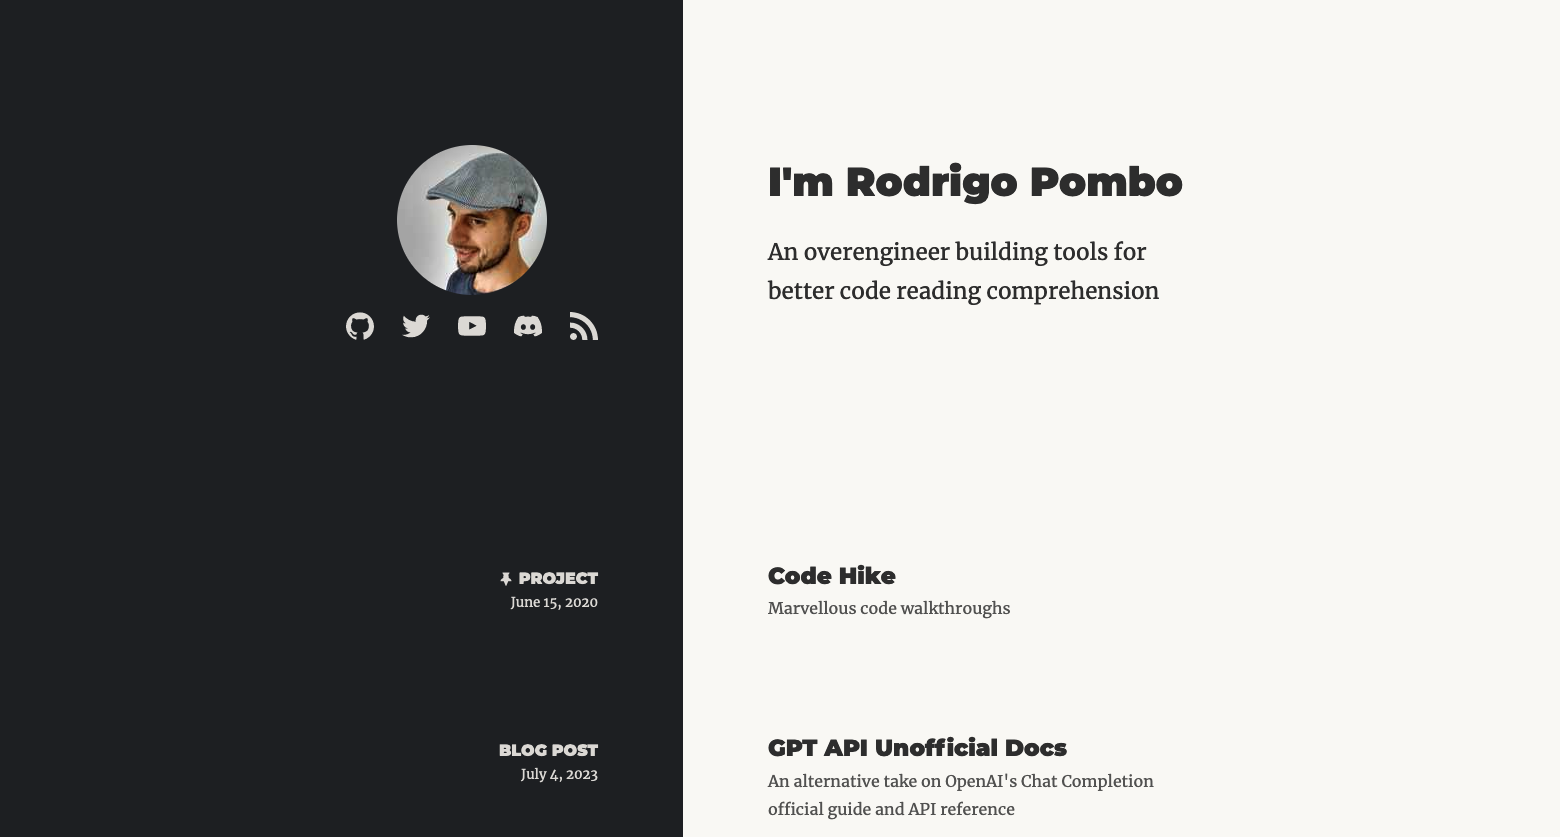 I'm Rodrigo Pombo
An overengineer building tools for
better code reading comprehension
PROJECT
June 15, 2020
Code Hike
Marvellous code walkthroughs
BLOG POST
July 4, 2023
GPT API Unofficial Docs
An alternative take on OpenAI's Chat Completion
official guide and API reference